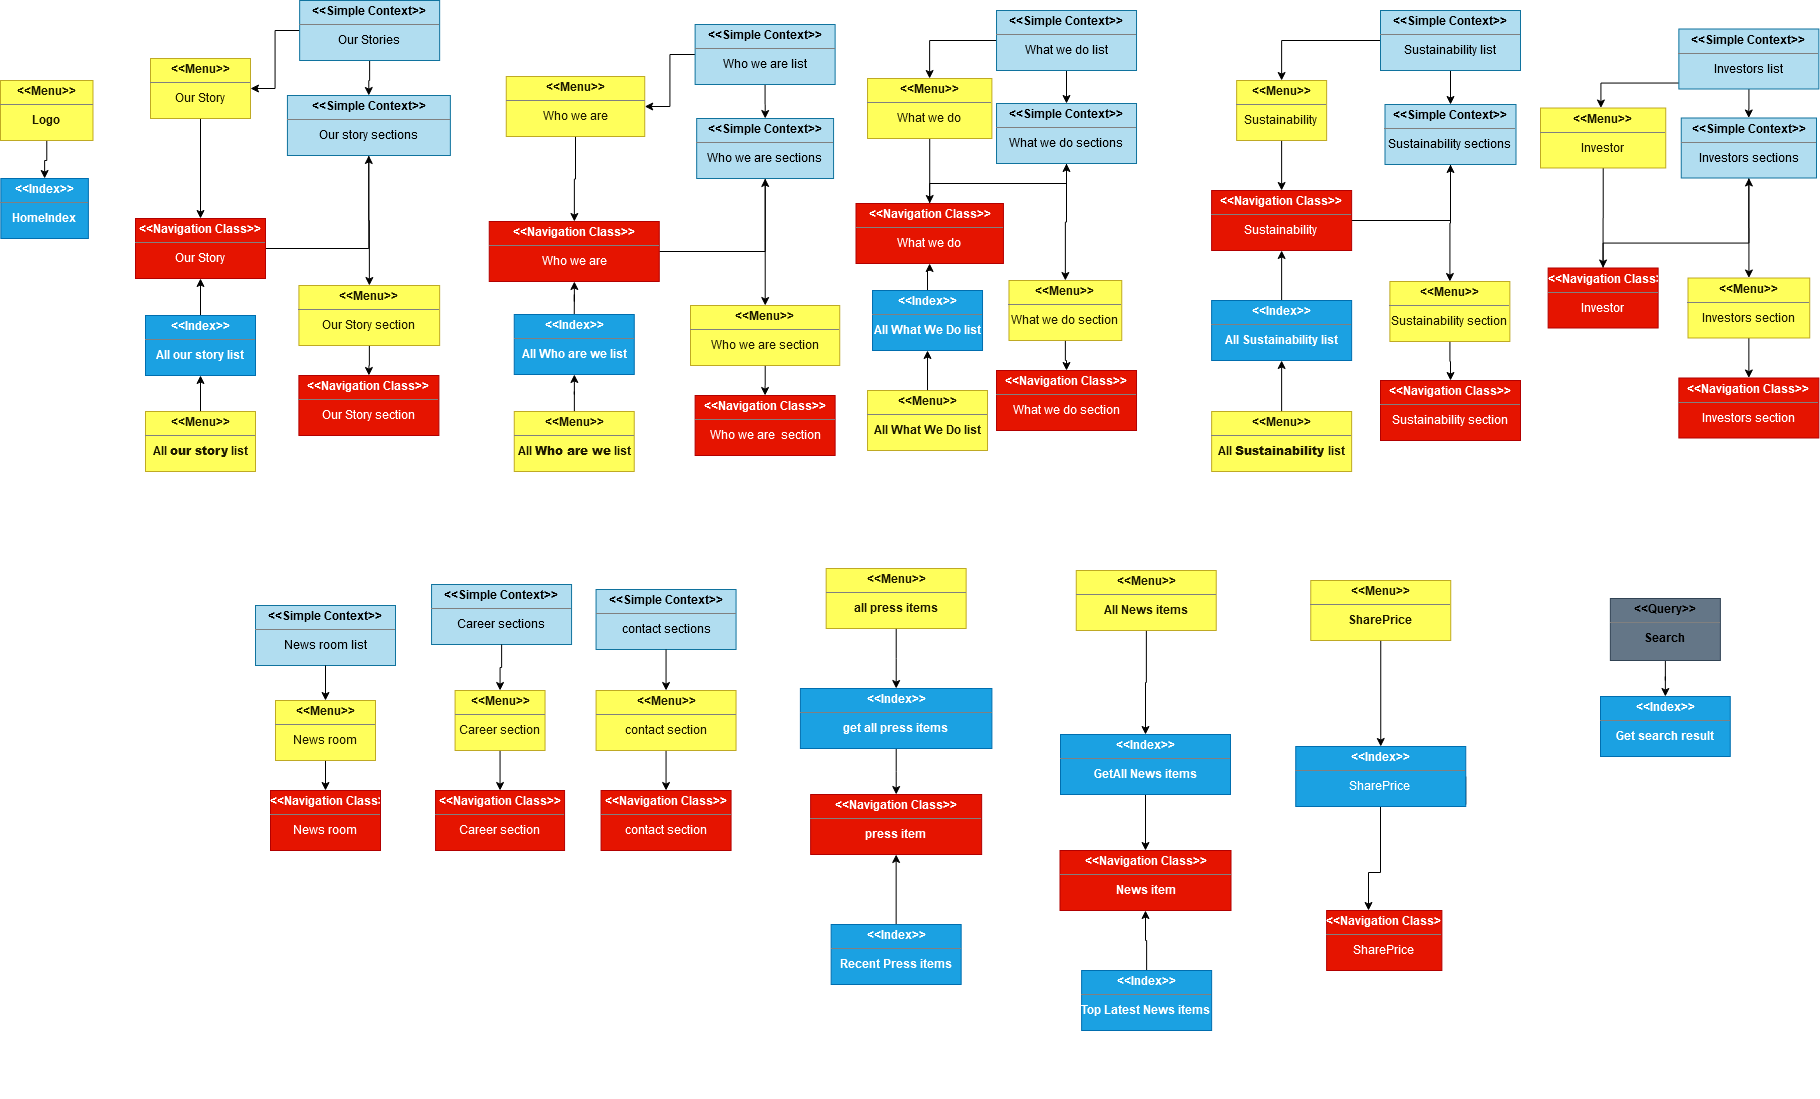 <<Menu>>
Logo
<<Index>>
HomeIndex
<<Simple Context>>
Our Stories
<<Menu>>
Our Story
<<Simple Context>>
Our story sections
<<Navigation Class>>
Our Story
<<Menu>>
Our Story section
<<Index>>
All our story list
<<Navigation Class>>
Our Story section
<<Menu>>
All our story list
<<Simple Context>>
Who we are list
<<Menu>>
Who we are
<<Simple Context>>
Who we are sections
<<Navigation Class>>
Who we are
<<Menu>>
Who we are section
<<Index>>
All Who are we list
<<Navigation Class>>
Who we are  section
<<Menu>>
All Who are we list
<<Simple Context>>
What we do list
<<Menu>>
What we do
<<Simple Context>>
What we do sections
<<Navigation Class>>
What we do
<<Menu>>
What we do section
<<Index>>
All What We Do list
<<Navigation Class>>
What we do section
<<Menu>>
All What We Do list
<<Simple Context>>
Sustainability list
<<Menu>>
Sustainability
<<Simple Context>>
Sustainability sections
<<Navigation Class>>
Sustainability
<<Menu>>
Sustainability section
<<Index>>
All Sustainability list
<<Navigation Class>>
Sustainability section
<<Menu>>
All Sustainability list
<<Simple Context>>
Investors list
<<Menu>>
Investor
<<Simple Context>>
Investors sections
<<Navigation Class>
Investor
<<Menu>>
Investors section
<<Navigation Class>>
Investors section
<<Simple Context>>
News room list
<<Menu>>
News room
<<Navigation Class>
News room
<<Simple Context>>
Career sections
<<Menu>>
Career section
<<Navigation Class>>
Career section
<<Simple Context>>
contact sections
<<Menu>>
contact section
<<Navigation Class>>
contact section
<<Menu>>
all press items
<<Index>>
get all press items
<<Navigation Class>>
press item
<<Index>>
Recent Press items
<<Menu>>
All News items
<<Index>>
GetAll News items
<<Navigation Class>>
News item
<<Index>>
Top Latest News items
<<Menu>>
SharePrice
<<Index>>
SharePrice
<<Navigation Class>
SharePrice
<<Query>>
Search
<<Index>>
Get search result